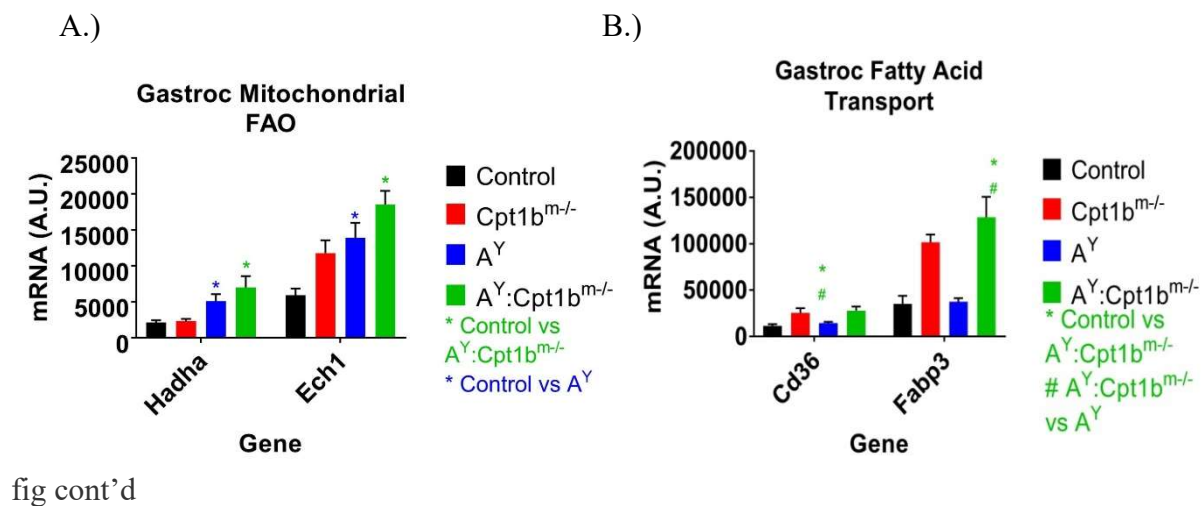 A.)
Gastroc Mitochondrial
FAO
mRNA (A.U.)
25000
20000
15000
10000
5000
0
Hadha
Ech1
Gene
*
*
*
*
Control
Cpt1b^m-/-
A^Y
A^Y:Cpt1b^m-/-
* Control vs
A^Y:Cpt1b^m-/-
* Control vs A^Y
B.)
Gastroc Fatty Acid
Transport
mRNA (A.U.)
200000
150000
100000
50000
0
Cd36
Fabp3
Gene
*
#
*
#
Control
Cpt1b^m-/-
A^Y
A^Y:Cpt1b^m-/-
* Control vs
A^Y:Cpt1b^m-/-
# A^Y:Cpt1b^m-/-
vs A^Y
fig cont’d